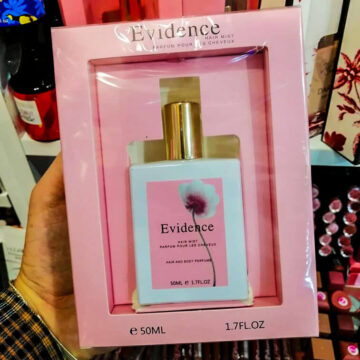 Evidence
HAIR MIST
PARFUM POUR LES CHEVEUX
Evidence
HAIR MIST
PARFUM POUR LES CHEVEUX
HAIR AND BODY PERFUME
50ML ℮ 1.7FL.OZ
℮ 50ML 1.7FL.OZ